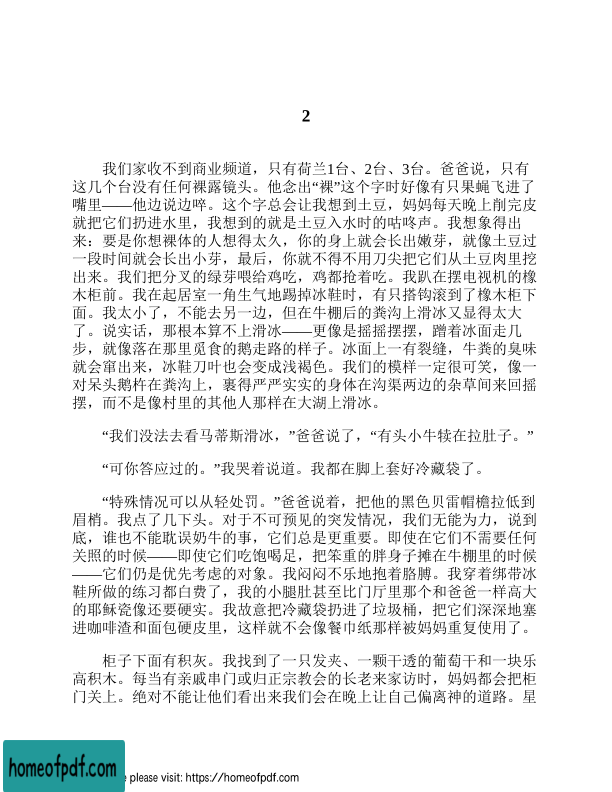 2
我们家收不到商业频道，只有荷兰1台、2台、3台。爸爸说，只有
这几个台没有任何裸露镜头。他念出“裸”这个字时好像有只果蝇飞进了
嘴里——他边说边啐。这个字总会让我想到土豆，妈妈每天晚上削完皮
就把它们扔进水里，我想到的就是土豆入水时的咕咚声。我想象得出
来：要是你想裸体的人想得太久，你的身上就会长出嫩芽，就像土豆过
一段时间就会长出小芽，最后，你就不得不用刀尖把它们从土豆肉里挖
出来。我们把分叉的绿芽喂给鸡吃，鸡都抢着吃。我趴在摆电视机的橡
木柜前。我在起居室一角生气地踢掉冰鞋时，有只搭钩滚到了橡木柜下
面。我太小了，不能去另一边，但在牛棚后的粪沟上滑冰又显得太大
了。说实话，那根本算不上滑冰——更像是摇摇摆摆，蹭着冰面走几
步，就像落在那里觅食的鹅走路的样子。冰面上一有裂缝，牛粪的臭味
就会窜出来，冰鞋刀叶也会变成浅褐色。我们的模样一定很可笑，像一
对呆头鹅杵在粪沟上，裹得严严实实的身体在沟渠两边的杂草间来回摇
摆，而不是像村里的其他人那样在大湖上滑冰。
“我们没法去看马蒂斯滑冰，”爸爸说了，“有头小牛犊在拉肚子。”
“可你答应过的。”我哭着说道。我都在脚上套好冷藏袋了。
“特殊情况可以从轻处罚。”爸爸说着，把他的黑色贝雷帽檐拉低到
眉梢。我点了几下头。对于不可预见的突发情况，我们无能为力，说到
底，谁也不能耽误奶牛的事，它们总是更重要。即使在它们不需要任何
关照的时候——即使它们吃饱喝足，把笨重的胖身子摊在牛棚里的时候
——它们仍是优先考虑的对象。我闷闷不乐地抱着胳膊。我穿着绑带冰
鞋所做的练习都白费了，我的小腿肚甚至比门厅里那个和爸爸一样高大
的耶稣瓷像还要硬实。我故意把冷藏袋扔进了垃圾桶，把它们深深地塞
进咖啡渣和面包硬皮里，这样就不会像餐巾纸那样被妈妈重复使用了。
柜子下面有积灰。我找到了一只发夹、一颗干透的葡萄干和一块乐
高积木。每当有亲戚串门或归正宗教会的长老来家访时，妈妈都会把柜
门关上。绝对不能让他们看出来我们会在晚上让自己偏离神的道路。星
homeofpdf.com
please visit: https://homeofpdf.com